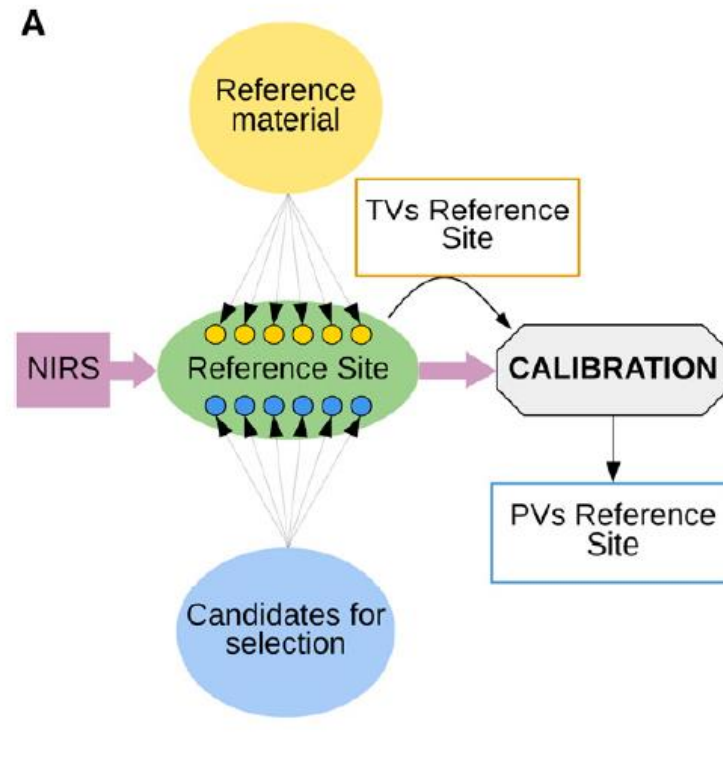 A
Reference
material
TVs Reference
Site
NIRS
Reference Site
CALIBRATION
PVs Reference
Site
Candidates for
selection